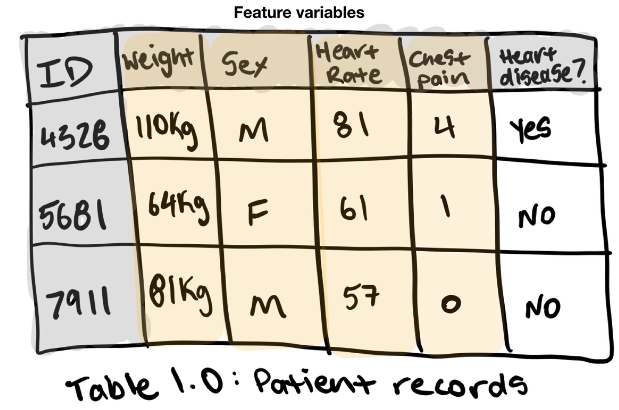 Feature variables
ID Weight Sex Heart Rate Chest pain Heart disease?
4328 110Kg M 81 4 Yes
5681 64Kg F 61 1 NO
7911 81Kg M 57 0 NO
Table 1.0: Patient records